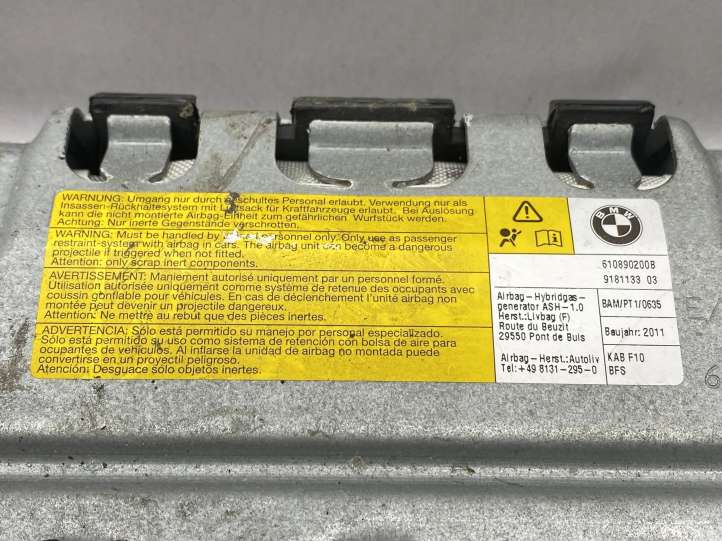 WARNUNG: Umgang nur durch geschultes Personal erlaubt. Verwendung nur als
Insassen-Rückhaltesystem mit Luftsack für Kraftfahrzeuge erlaubt. Bei Auslösung
kann die nicht montierte Airbag-Einheit zum gefährlichen Wurfstück werden.
Achtung: Nur inerte Gegenstände verschrotten.
WARNING: Must be handled by personnel only. Only use as passenger
restraint-system with airbag in cars. The airbag unit can become a dangerous
projectile if triggered when not fitted.
Attention: only scrap inert components.
AVERTISSEMENT: Maniement autorisé uniquement par un personnel formé.
Utilisation autorisée uniquement comme système de retenue des occupants avec
coussin gonflable pour véhicules. En cas de déclenchement l'unité airbag non
montée peut devenir un projectile dangereux.
Attention: Ne mettre au rebut que des pièces inertes.
ADVERTENCIA: Sólo está permitido su manejo por personal especializado.
Sólo está permitido su uso como sistema de retención con bolsa de aire para
ocupantes de vehículos. Al inflarse la unidad de airbag no montada puede
convertirse en un proyectil peligroso.
Atención: Desguace sólo objetos inertes.
BMW
610890200B
9181133 03
Airbag-Hybridgas-
generator ASH-1.0
Herst.:Livbag (F)
Route du Beuzit
29550 Pont de Buis
BAM/PT1/0635
Baujahr: 2011
Airbag-Herst.:Autoliv
Tel: +49 8131-295-0
KAB F10
BFS
6